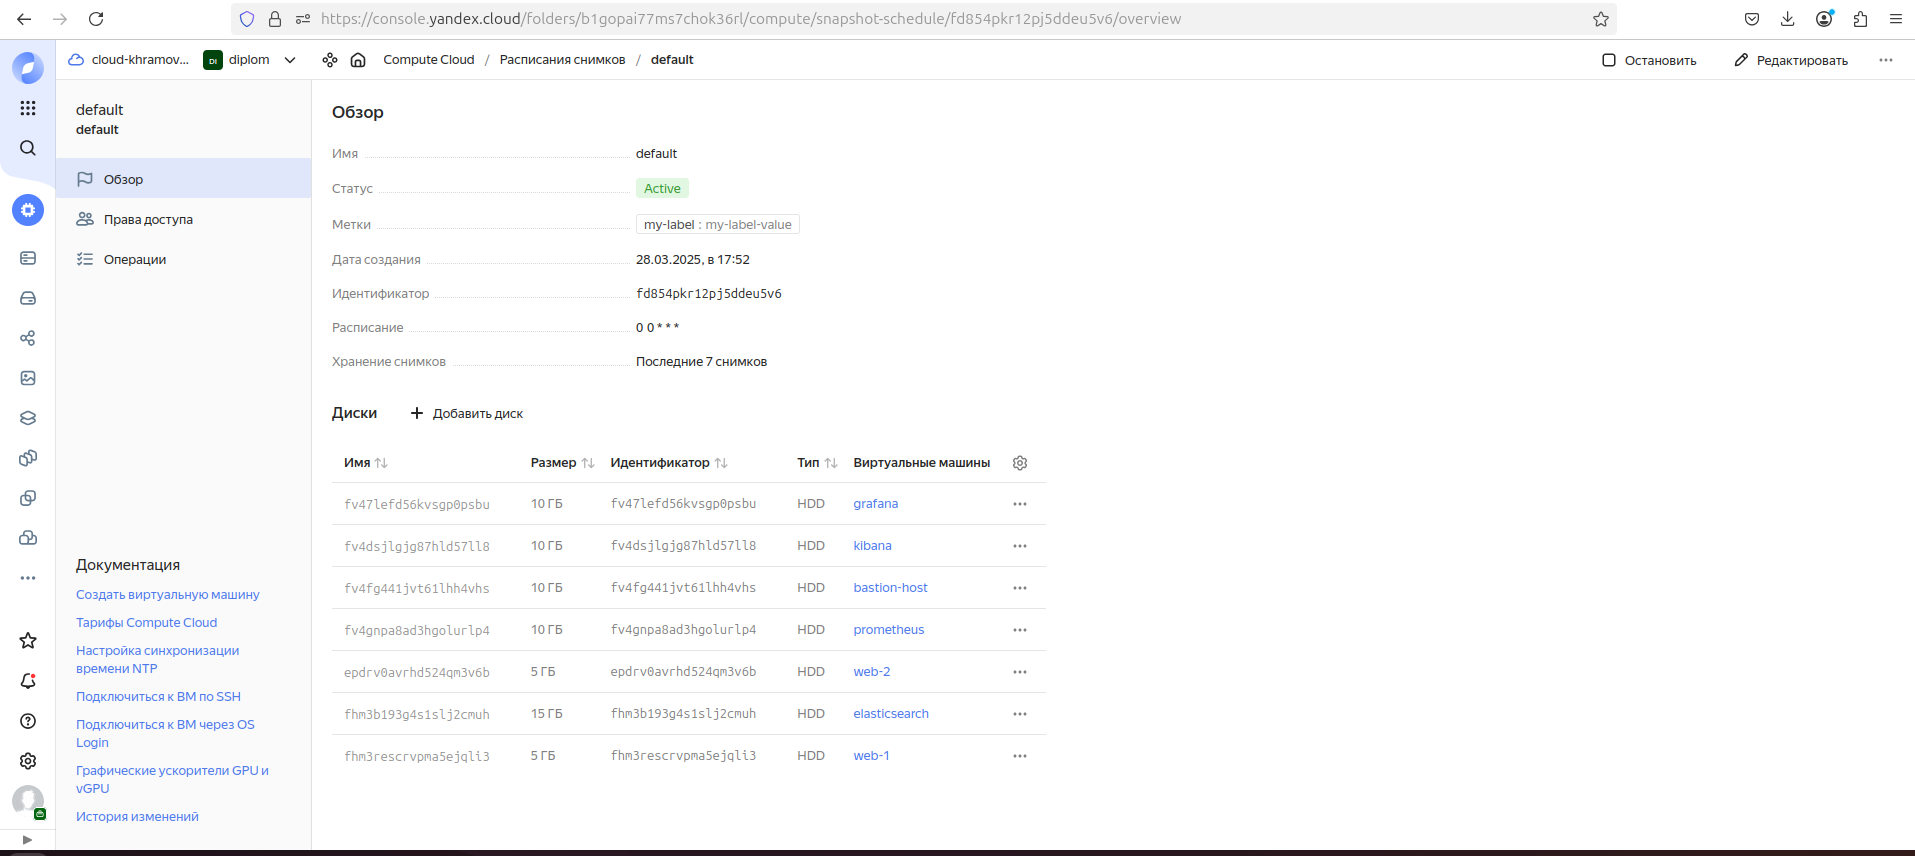 https://console.yandex.cloud/folders/b1gopai77ms7chok36rl/compute/snapshot-schedule/fd854pkr12pj5ddeu5v6/overview
cloud-khramov... DI diplom Compute Cloud / Расписания снимков / default Остановить Редактировать
default
default
Обзор
Права доступа
Операции
Документация
Создать виртуальную машину
Тарифы Compute Cloud
Настройка синхронизации
времени NTP
Подключиться к ВМ по SSH
Подключиться к ВМ через OS
Login
Графические ускорители GPU и
vGPU
История изменений
Обзор
Имя default
Статус Active
Метки my-label : my-label-value
Дата создания 28.03.2025, в 17:52
Идентификатор fd854pkr12pj5ddeu5v6
Расписание 0 0 * * *
Хранение снимков Последние 7 снимков
Диски Добавить диск
Имя Размер Идентификатор Тип Виртуальные машины
fv47lefd56kvsgp0psbu 10 ГБ fv47lefd56kvsgp0psbu HDD grafana
fv4dsjlgjg87hld57ll8 10 ГБ fv4dsjlgjg87hld57ll8 HDD kibana
fv4fg441jvt61lhh4vhs 10 ГБ fv4fg441jvt61lhh4vhs HDD bastion-host
fv4gnpa8ad3hgolurlp4 10 ГБ fv4gnpa8ad3hgolurlp4 HDD prometheus
epdrv0avrhd524qm3v6b 5 ГБ epdrv0avrhd524qm3v6b HDD web-2
fhm3b193g4s1slj2cmuh 15 ГБ fhm3b193g4s1slj2cmuh HDD elasticsearch
fhm3rescrvpma5ejqli3 5 ГБ fhm3rescrvpma5ejqli3 HDD web-1